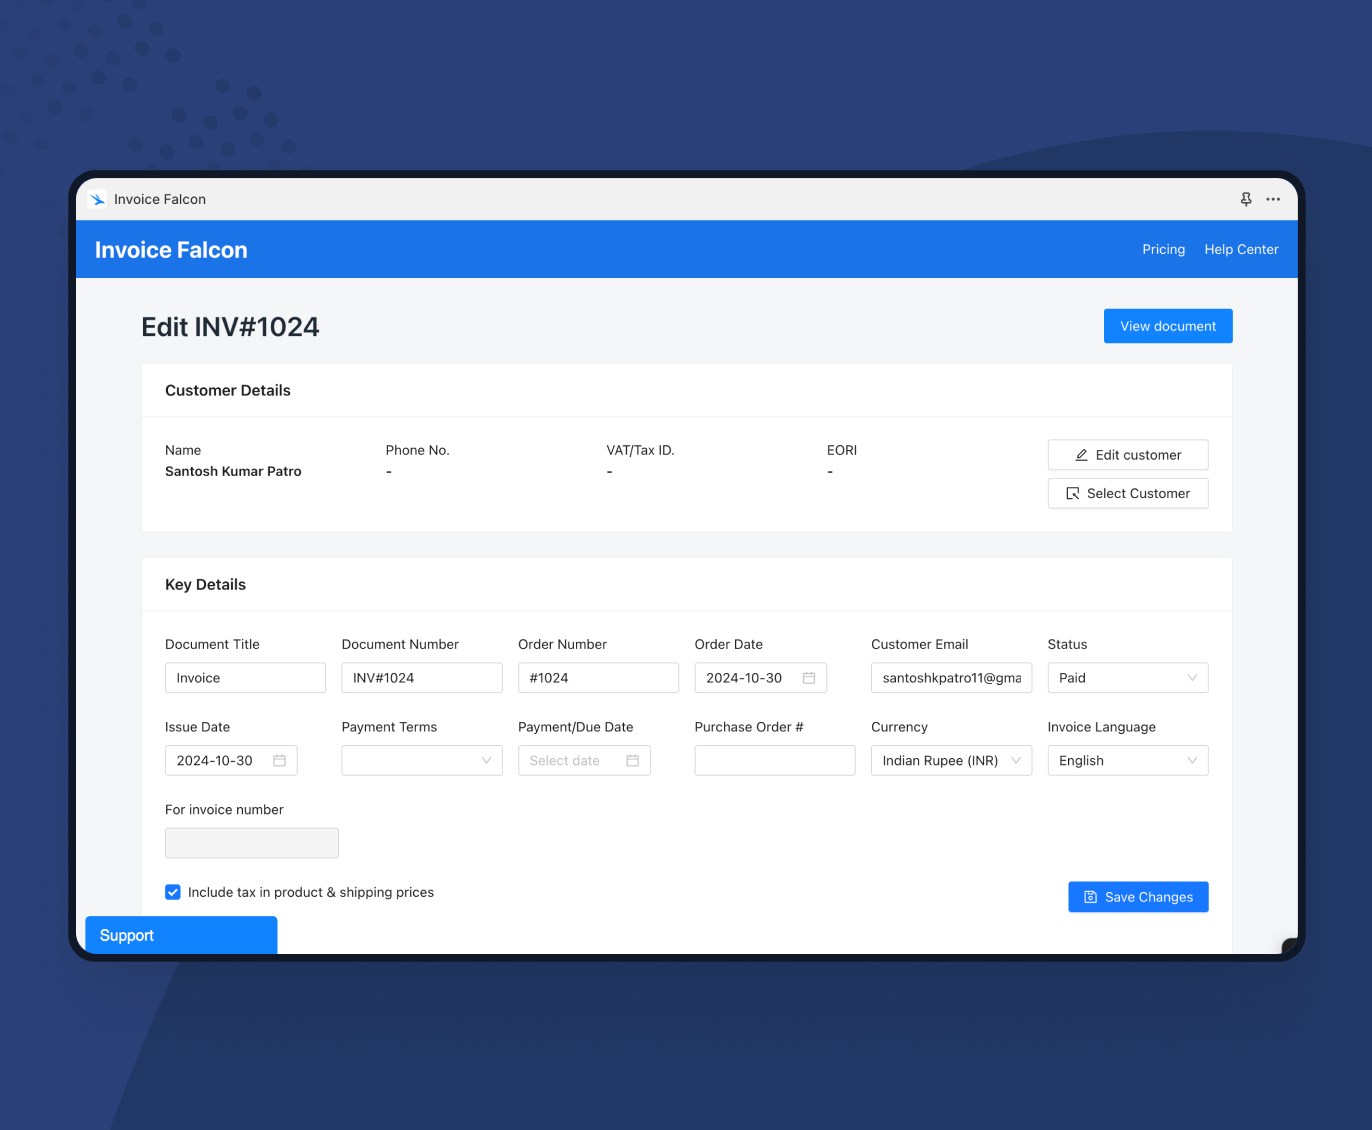 Invoice Falcon
Invoice Falcon
Pricing Help Center
Edit INV#1024
View document
Customer Details
Name Phone No. VAT/Tax ID. EORI
Santosh Kumar Patro - - -
Edit customer
Select Customer
Key Details
Document Title Document Number Order Number Order Date Customer Email Status
Invoice INV#1024 #1024 2024-10-30 santoshkpatro11@gma Paid
Issue Date Payment Terms Payment/Due Date Purchase Order # Currency Invoice Language
2024-10-30 Select date Indian Rupee (INR) English
For invoice number
Include tax in product & shipping prices
Save Changes
Support